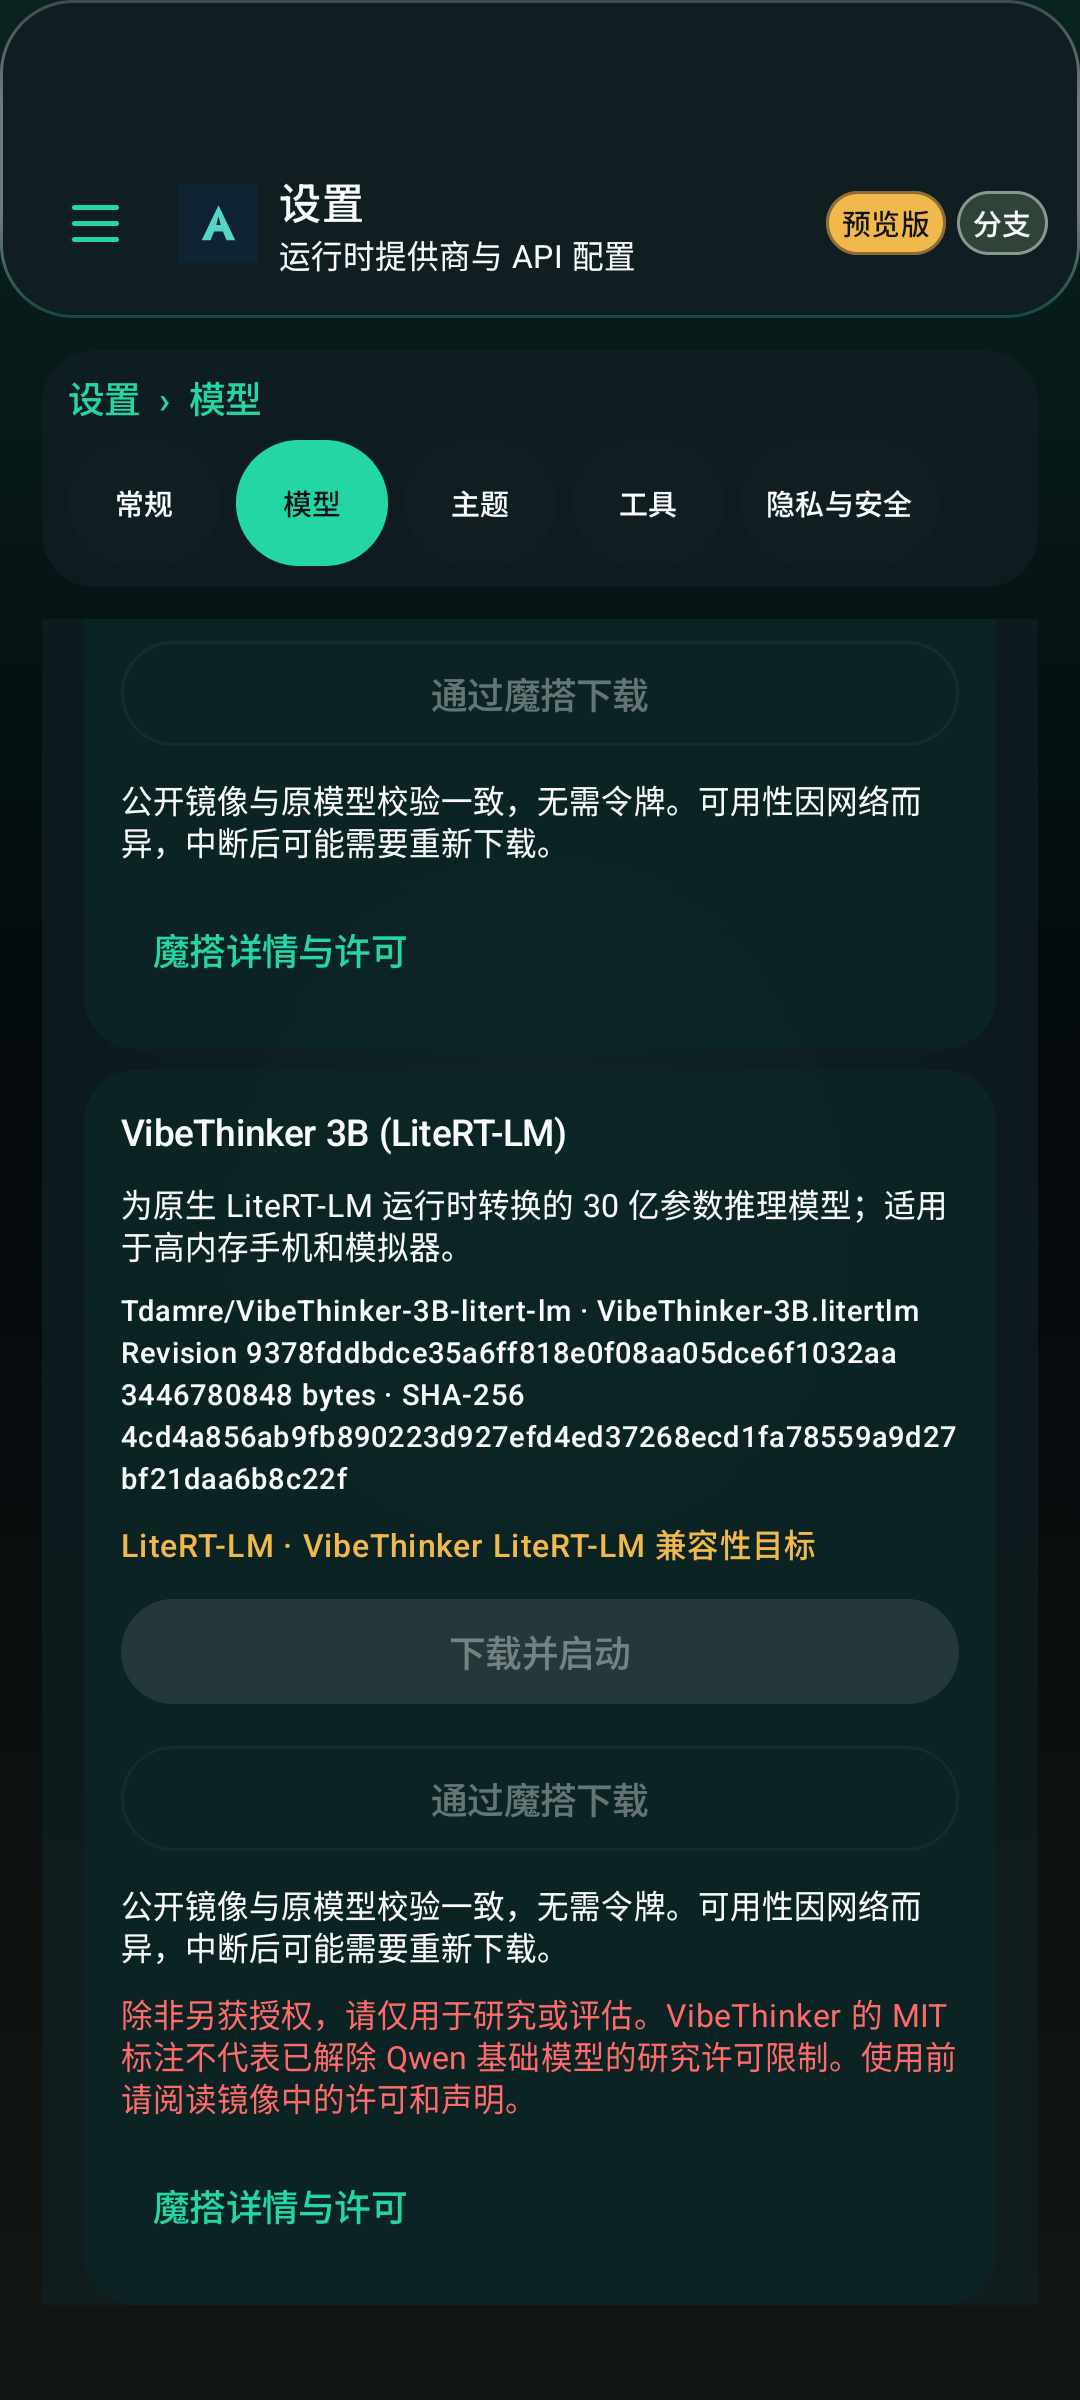 设置
运行时提供商与 API 配置
预览版
分支
设置 › 模型
常规
模型
主题
工具
隐私与安全
通过魔搭下载
公开镜像与原模型校验一致，无需令牌。可用性因网络而
异，中断后可能需要重新下载。
魔搭详情与许可
VibeThinker 3B (LiteRT-LM)
为原生 LiteRT-LM 运行时转换的 30 亿参数推理模型；适用
于高内存手机和模拟器。
Tdamre/VibeThinker-3B-litert-lm · VibeThinker-3B.litertlm
Revision 9378fddbdce35a6ff818e0f08aa05dce6f1032aa
3446780848 bytes · SHA-256
4cd4a856ab9fb890223d927efd4ed37268ecd1fa78559a9d27
bf21daa6b8c22f
LiteRT-LM · VibeThinker LiteRT-LM 兼容性目标
下载并启动
通过魔搭下载
公开镜像与原模型校验一致，无需令牌。可用性因网络而
异，中断后可能需要重新下载。
除非另获授权，请仅用于研究或评估。VibeThinker 的 MIT
标注不代表已解除 Qwen 基础模型的研究许可限制。使用前
请阅读镜像中的许可和声明。
魔搭详情与许可